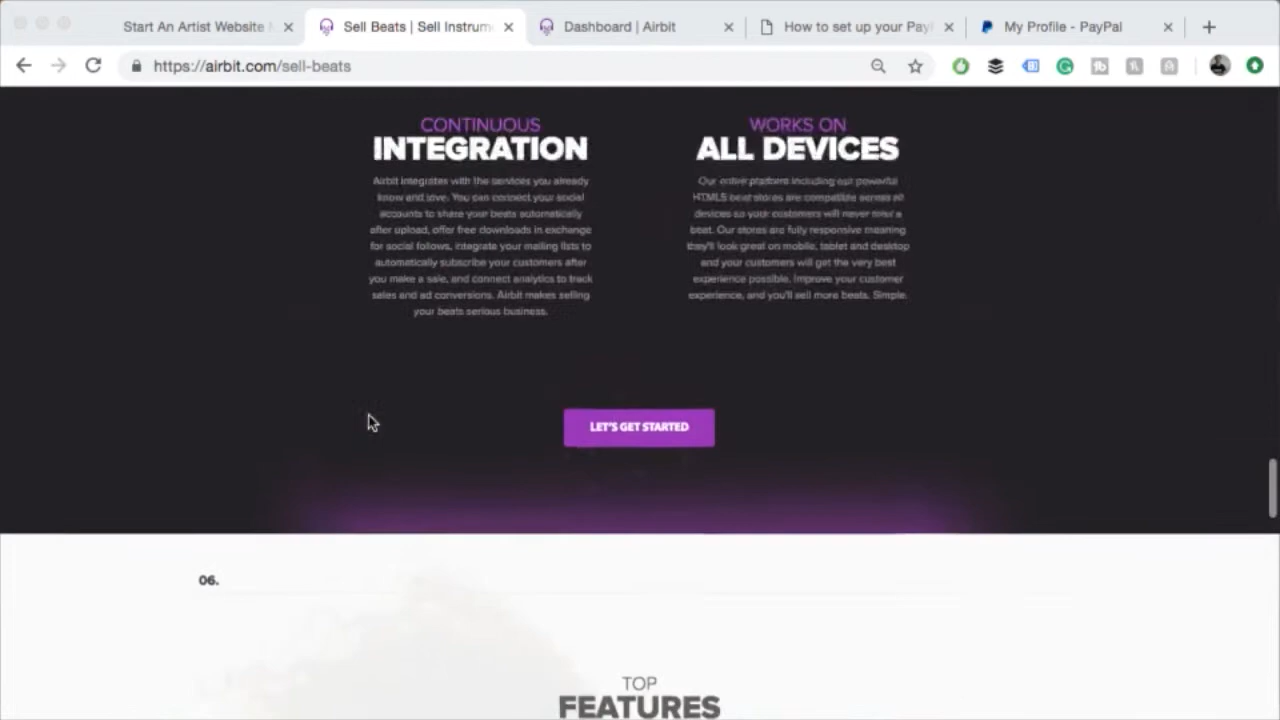 Start An Artist Website
Sell Beats | Sell Instrum
Dashboard | Airbit
How to set up your Payl
My Profile - PayPal
https://airbit.com/sell-beats
CONTINUOUS
INTEGRATION
Airbit integrates with the services you already
know and love. You can connect your social
accounts to share your beats automatically
after upload, offer free downloads in exchange
for social follows, integrate your mailing lists to
automatically subscribe your customers after
you make a sale, and connect analytics to track
sales and ad conversions. Airbit makes selling
your beats serious business.
WORKS ON
ALL DEVICES
Our entire platform including our powerful
HTML5 beat stores are compatible across all
devices so your customers will never miss a
beat. Our stores are fully responsive meaning
they'll look great on mobile, tablet and desktop
and your customers will get the very best
experience possible. Improve your customer
experience, and you'll sell more beats. Simple.
LET'S GET STARTED
06.
TOP
FEATURES